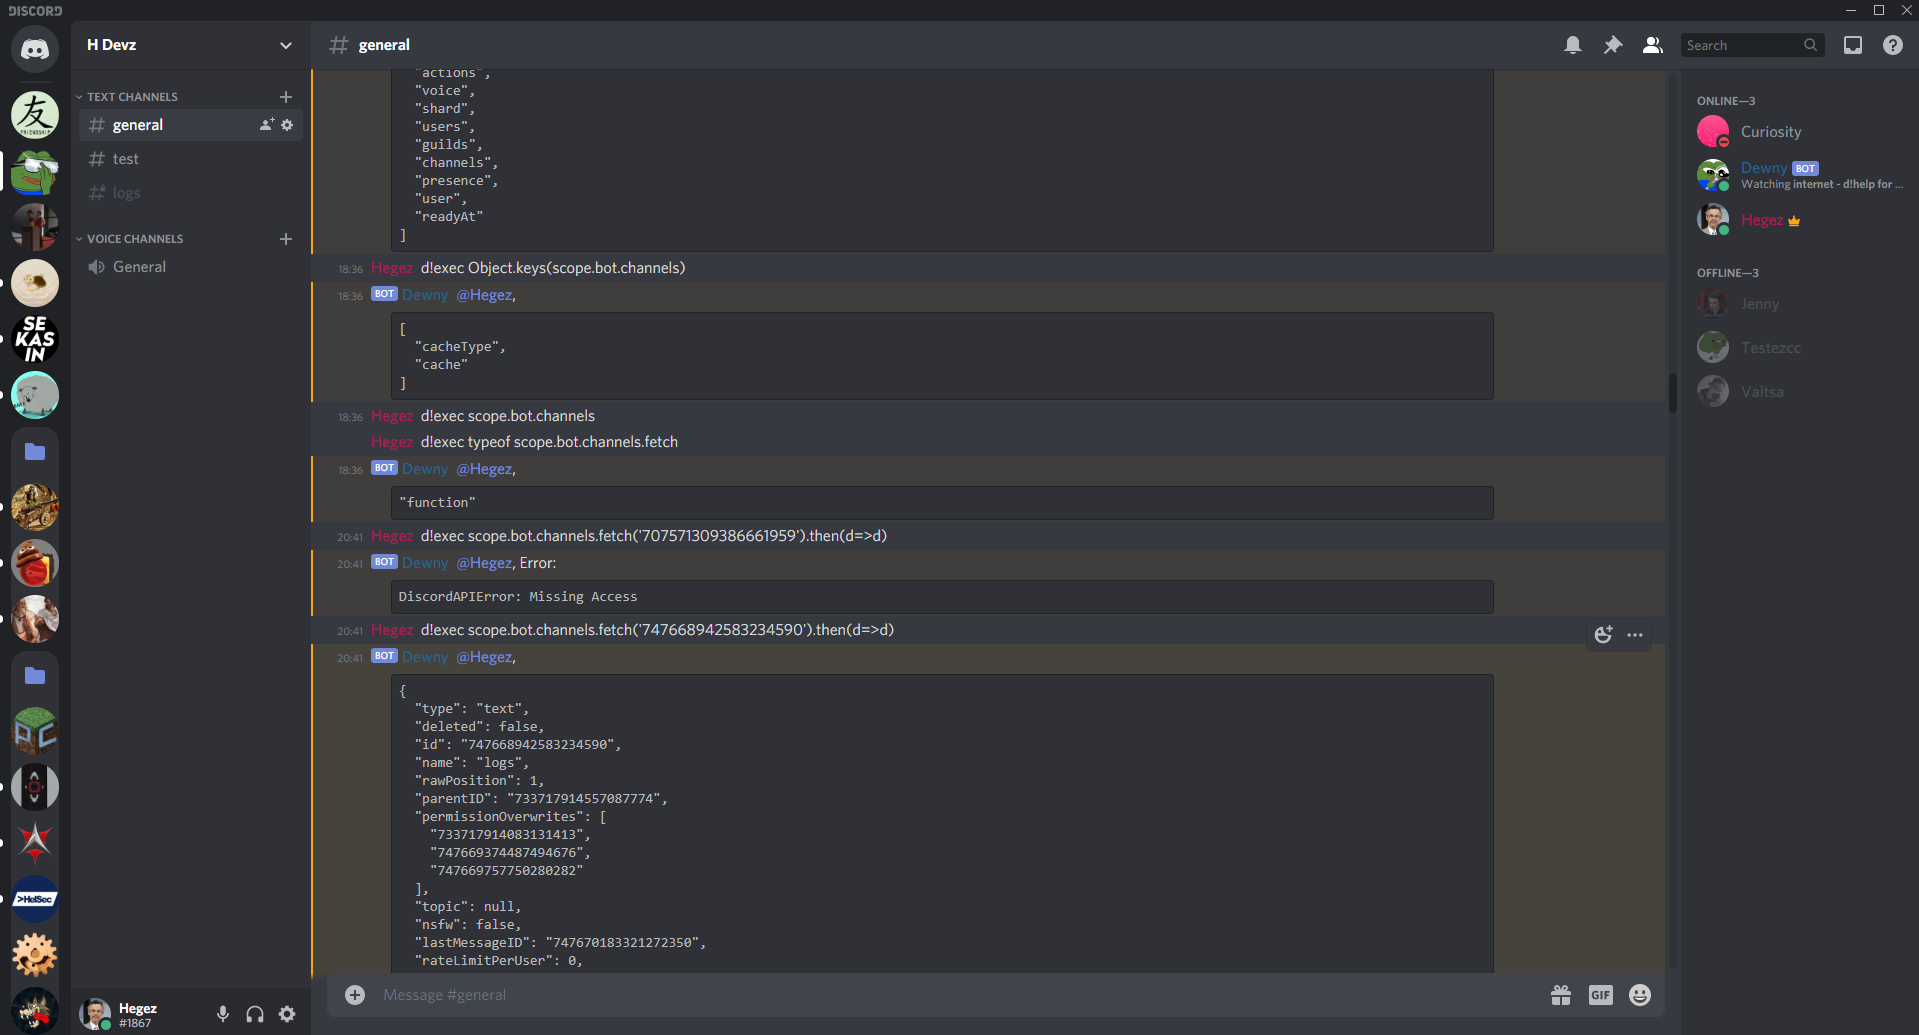 DISCORD
H Devz
general
Search
TEXT CHANNELS
general
test
logs
VOICE CHANNELS
General
友
FRIENDSHIP
SE
KAS
IN
AC
>HelSec
Hegez
#1867
"actions",
"voice",
"shard",
"users",
"guilds",
"channels",
"presence",
"user",
"readyAt"
]
18:36 Hegez d!exec Object.keys(scope.bot.channels)
18:36 BOT Dewny @Hegez,
[
"cacheType",
"cache"
]
18:36 Hegez d!exec scope.bot.channels
Hegez d!exec typeof scope.bot.channels.fetch
18:36 BOT Dewny @Hegez,
"function"
20:41 Hegez d!exec scope.bot.channels.fetch('707571309386661959').then(d=>d)
20:41 BOT Dewny @Hegez, Error:
DiscordAPIError: Missing Access
20:41 Hegez d!exec scope.bot.channels.fetch('747668942583234590').then(d=>d)
20:41 BOT Dewny @Hegez,
{
"type": "text",
"deleted": false,
"id": "747668942583234590",
"name": "logs",
"rawPosition": 1,
"parentID": "733717914557087774",
"permissionOverwrites": [
"733717914083131413",
"747669374487494676",
"747669757750280282"
],
"topic": null,
"nsfw": false,
"lastMessageID": "747670183321272350",
"rateLimitPerUser": 0,
Message #general
GIF
ONLINE—3
Curiosity
Dewny BOT
Watching internet - d!help for ...
Hegez
OFFLINE—3
Jenny
Testezcc
Valtsa